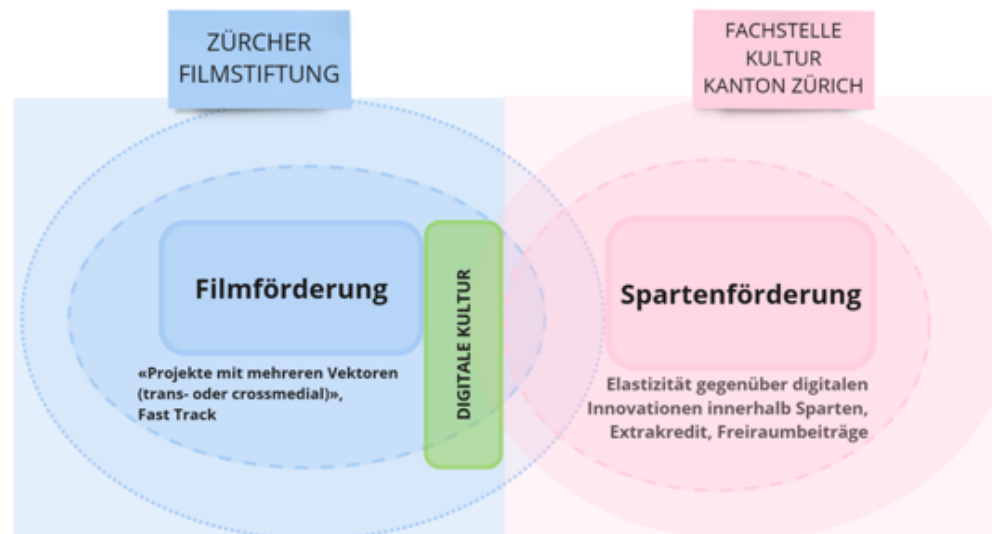 ZÜRCHER
FILMSTIFTUNG
FACHSTELLE
KULTUR
KANTON ZÜRICH
Filmförderung
«Projekte mit mehreren Vektoren
(trans- oder crossmedial)»,
Fast Track
DIGITALE KULTUR
Spartenförderung
Elastizität gegenüber digitalen
Innovationen innerhalb Sparten,
Extrakredit, Freiraumbeiträge